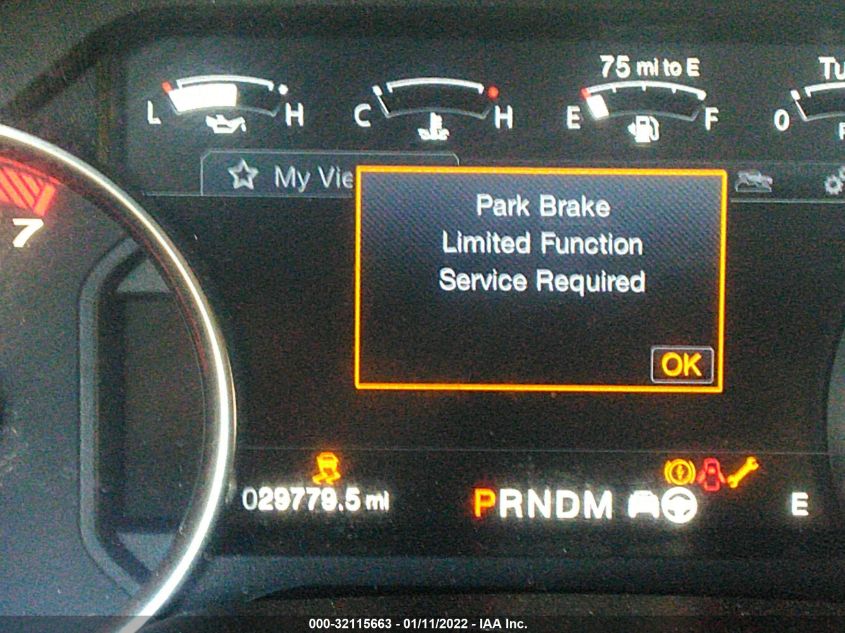 75 mi to E
Tu
L H C H E F 0
My Vie
7
Park Brake
Limited Function
Service Required
OK
029779.5 mi
PRNDM
E
000-32115663 - 01/11/2022 - IAA Inc.